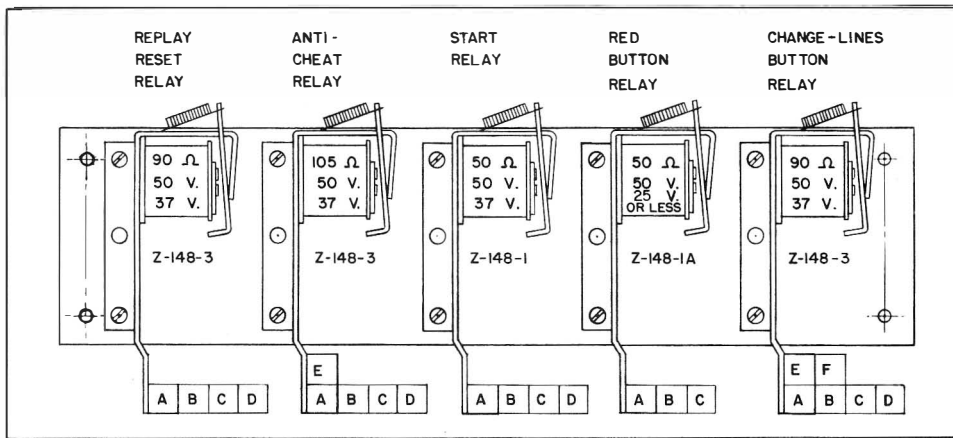 REPLAY
RESET
RELAY
ANTI-
CHEAT
RELAY
START
RELAY
RED
BUTTON
RELAY
CHANGE-LINES
BUTTON
RELAY
90 Ω
50 V.
37 V.
Z-148-3
105 Ω
50 V.
37 V.
Z-148-3
50 Ω
50 V.
37 V.
Z-148-1
50 Ω
50 V.
25 V.
OR LESS
Z-148-1A
90 Ω
50 V.
37 V.
Z-148-3
A B C D
E
A B C D
A B C D
A B C
E F
A B C D